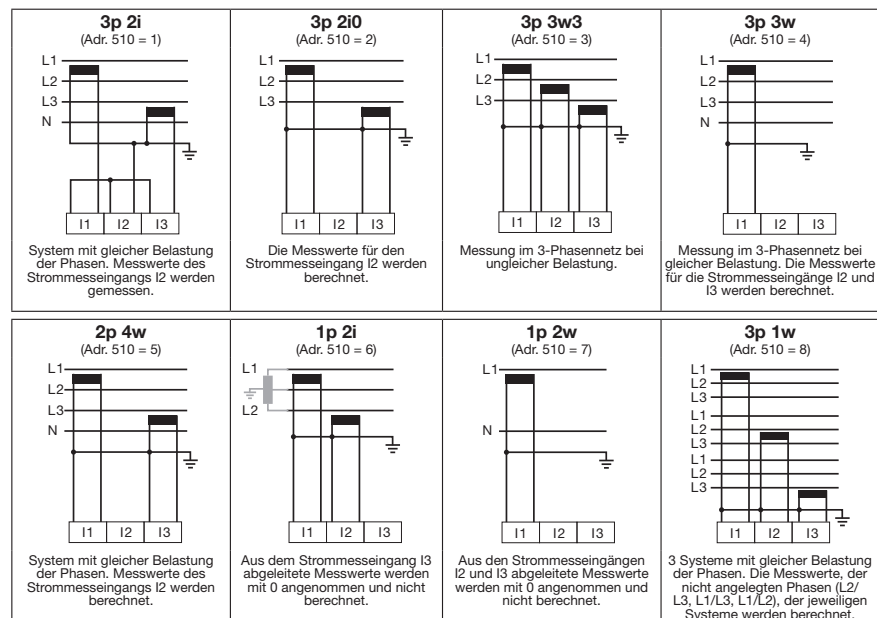 3p 2i
(Adr. 510 = 1)
L1
L2
L3
N
I1 I2 I3
System mit gleicher Belastung
der Phasen. Messwerte des
Strommesseingangs I2 werden
gemessen.
3p 2i0
(Adr. 510 = 2)
L1
L2
L3
I1 I2 I3
Die Messwerte für den
Strommesseingang I2 werden
berechnet.
3p 3w3
(Adr. 510 = 3)
L1
L2
L3
I1 I2 I3
Messung im 3-Phasennetz bei
ungleicher Belastung.
3p 3w
(Adr. 510 = 4)
L1
L2
L3
N
I1 I2 I3
Messung im 3-Phasennetz bei
gleicher Belastung. Die Messwerte
für die Strommesseingänge I2 und
I3 werden berechnet.
2p 4w
(Adr. 510 = 5)
L1
L2
L3
N
I1 I2 I3
System mit gleicher Belastung
der Phasen. Messwerte des
Strommesseingangs I2 werden
berechnet.
1p 2i
(Adr. 510 = 6)
L1
L2
I1 I2 I3
Aus dem Strommesseingang I3
abgeleitete Messwerte werden
mit 0 angenommen und nicht
berechnet.
1p 2w
(Adr. 510 = 7)
L1
N
I1 I2 I3
Aus den Strommesseingängen
I2 und I3 abgeleitete Messwerte
werden mit 0 angenommen und
nicht berechnet.
3p 1w
(Adr. 510 = 8)
L1
L2
L3
L1
L2
L3
L1
L2
L3
I1 I2 I3
3 Systeme mit gleicher Belastung
der Phasen. Die Messwerte, der
nicht angelegten Phasen (L2/
L3, L1/L3, L1/L2), der jeweiligen
Systeme werden berechnet.